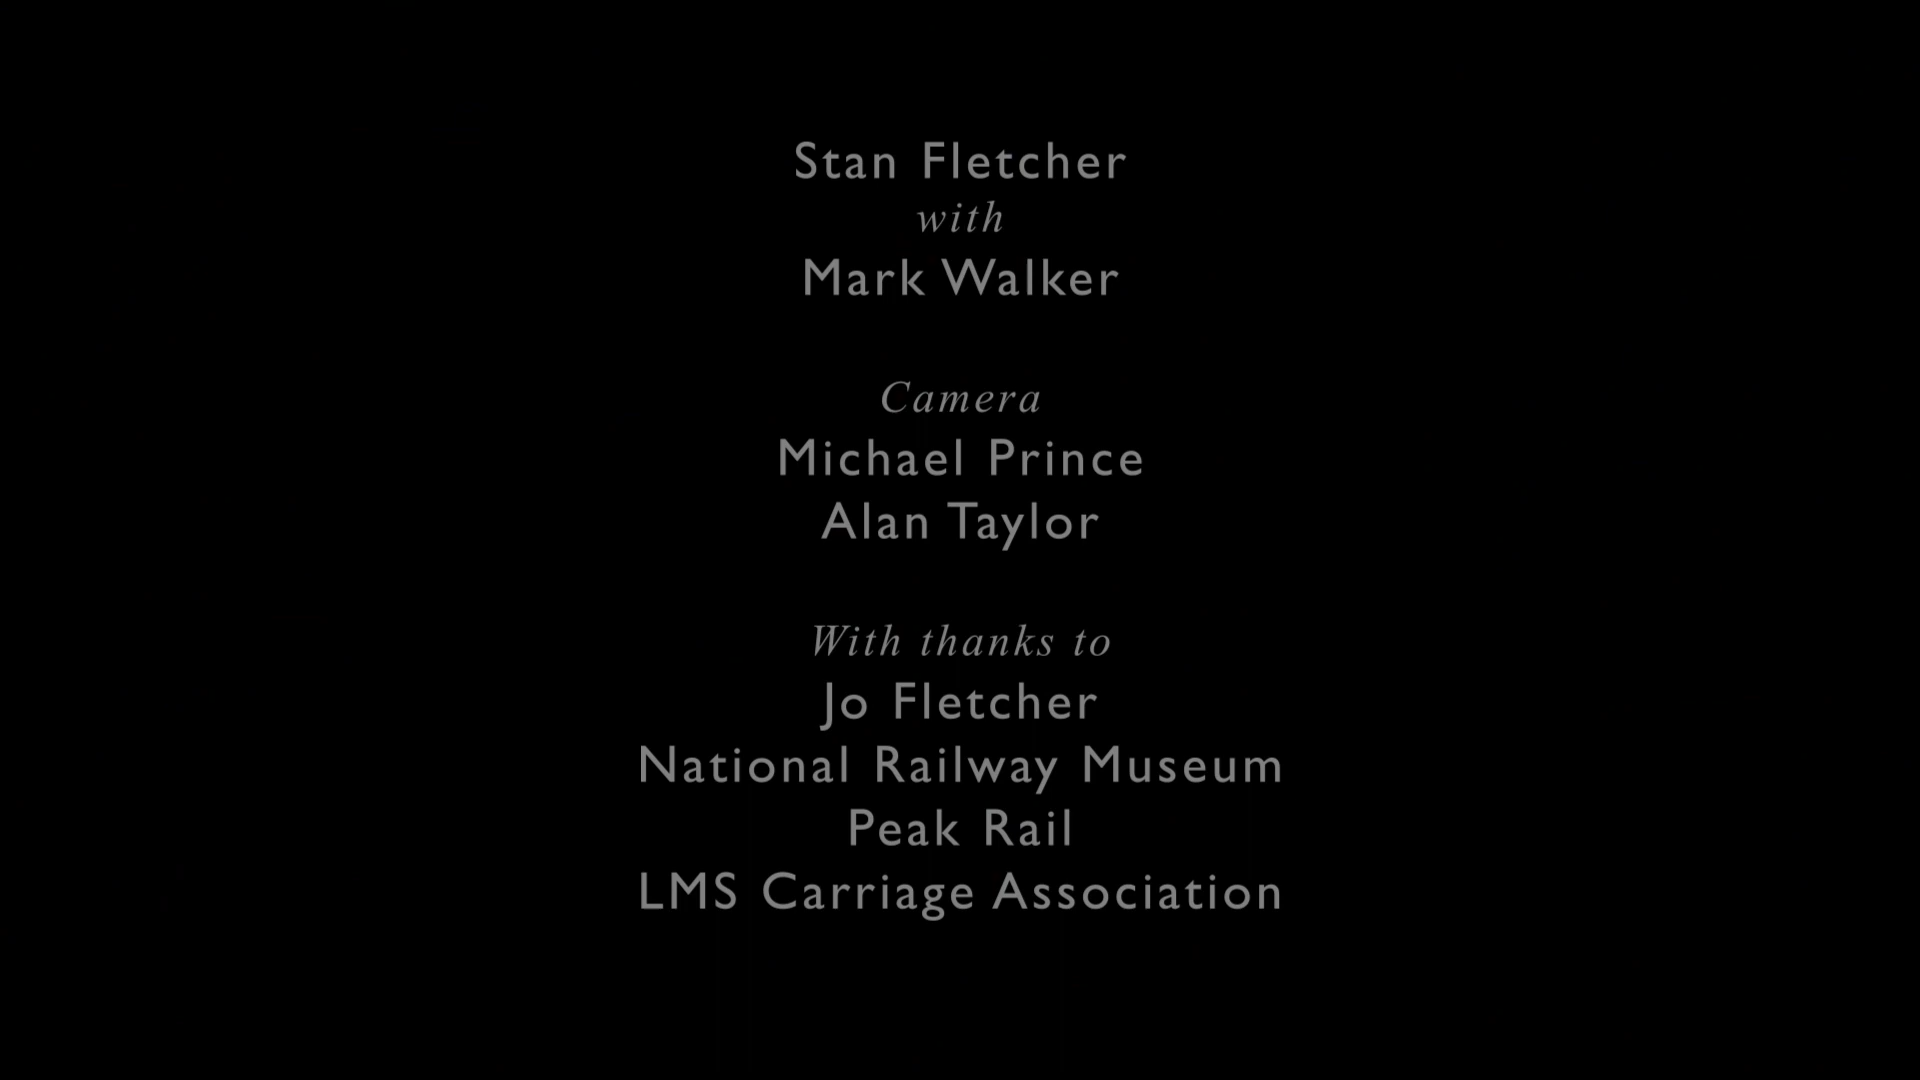 Stan Fletcher
with
Mark Walker
Camera
Michael Prince
Alan Taylor
With thanks to
Jo Fletcher
National Railway Museum
Peak Rail
LMS Carriage Association